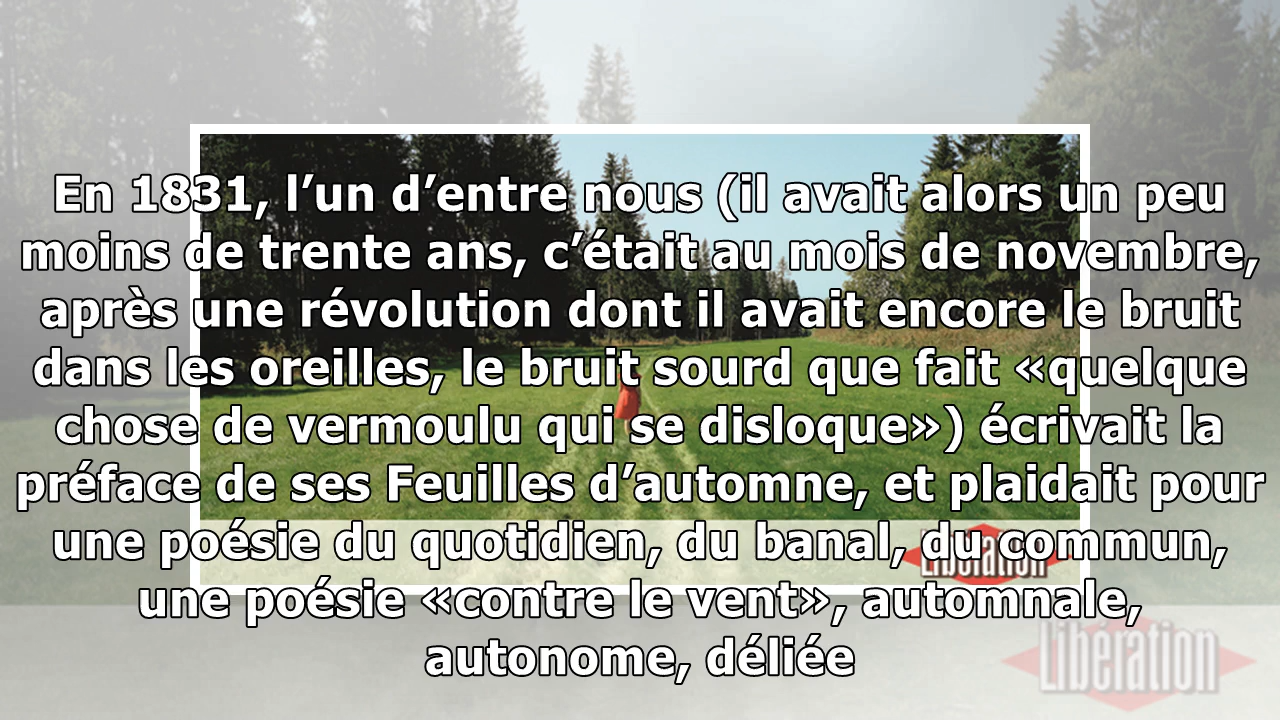 En 1831, l’un d’entre nous (il avait alors un peu
moins de trente ans, c’était au mois de novembre,
après une révolution dont il avait encore le bruit
dans les oreilles, le bruit sourd que fait «quelque
chose de vermoulu qui se disloque») écrivait la
préface de ses Feuilles d’automne, et plaidait pour
une poésie du quotidien, du banal, du commun,
Libération
une poésie «contre le vent», automnale,
autonome, déliée
Libération